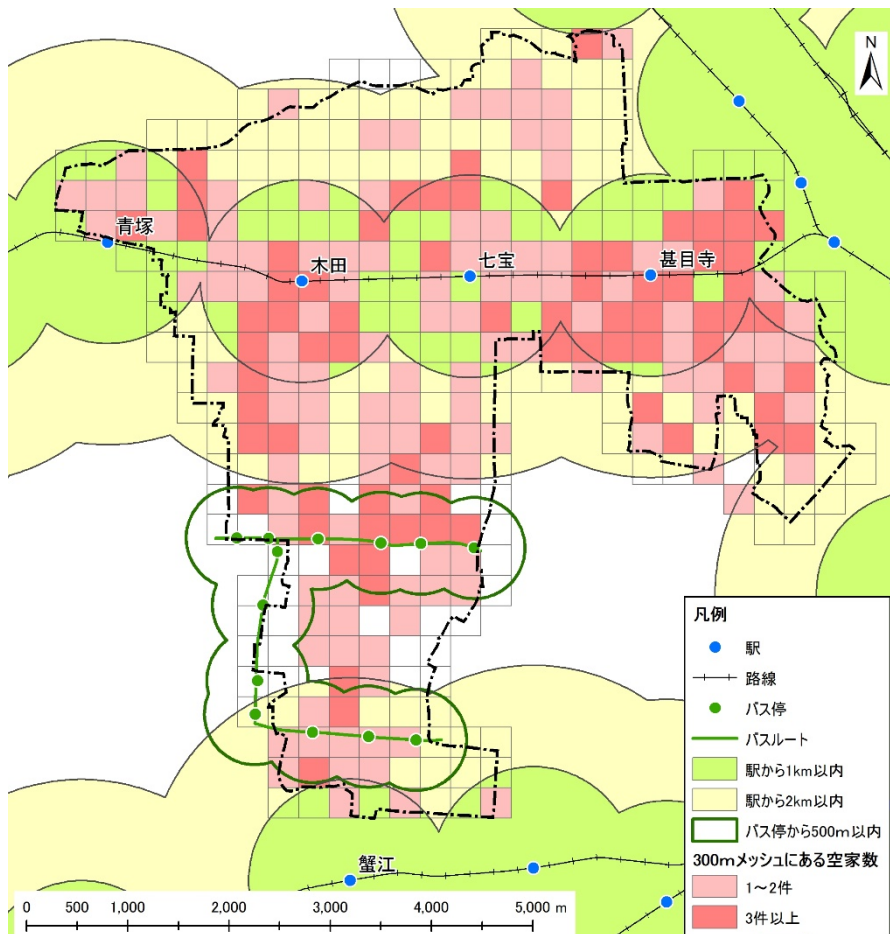 N
青塚
木田
七宝
甚目寺
蟹江
凡例
駅
路線
バス停
バスルート
駅から1km以内
駅から2km以内
バス停から500m以内
300mメッシュにある空家数
1～2件
3件以上
0 500 1,000 2,000 3,000 4,000 5,000 m